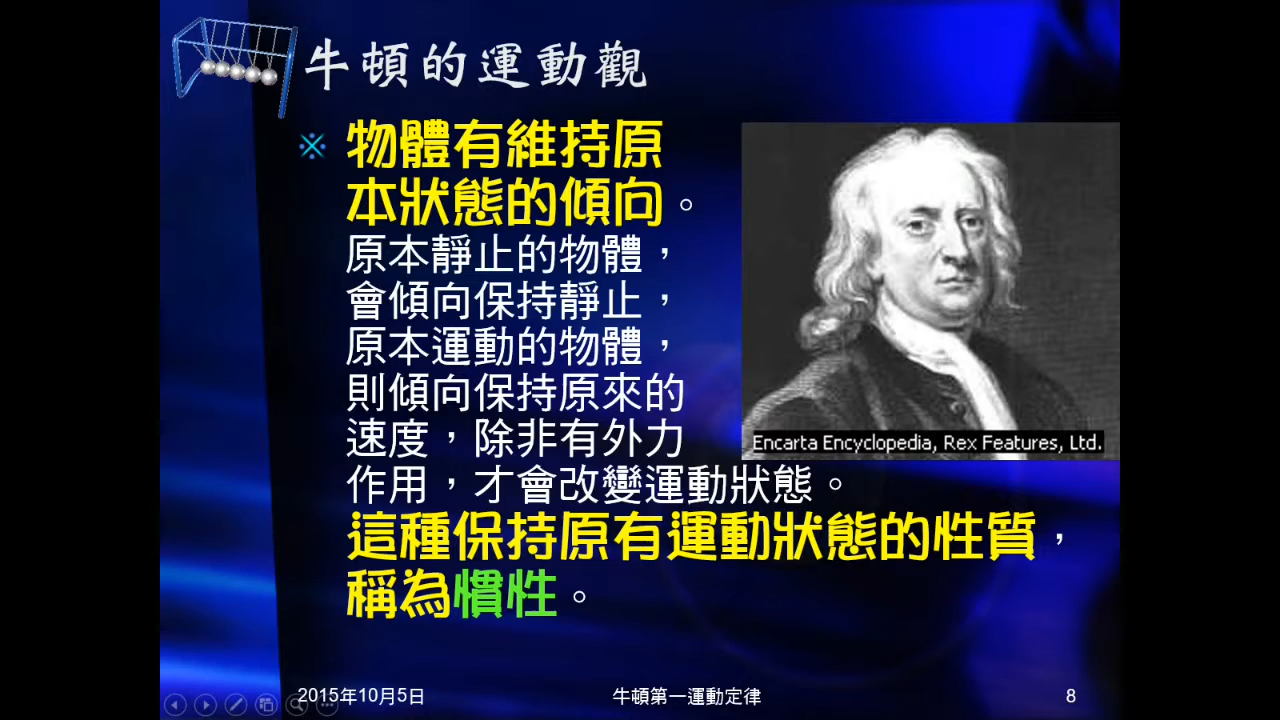 牛頓的運動觀
※ 物體有維持原
本狀態的傾向。
原本靜止的物體，
會傾向保持靜止，
原本運動的物體，
則傾向保持原來的
速度，除非有外力
作用，才會改變運動狀態。
這種保持原有運動狀態的性質，
稱為慣性。
Encarta Encyclopedia, Rex Features, Ltd.
2015年10月5日
牛頓第一運動定律
8